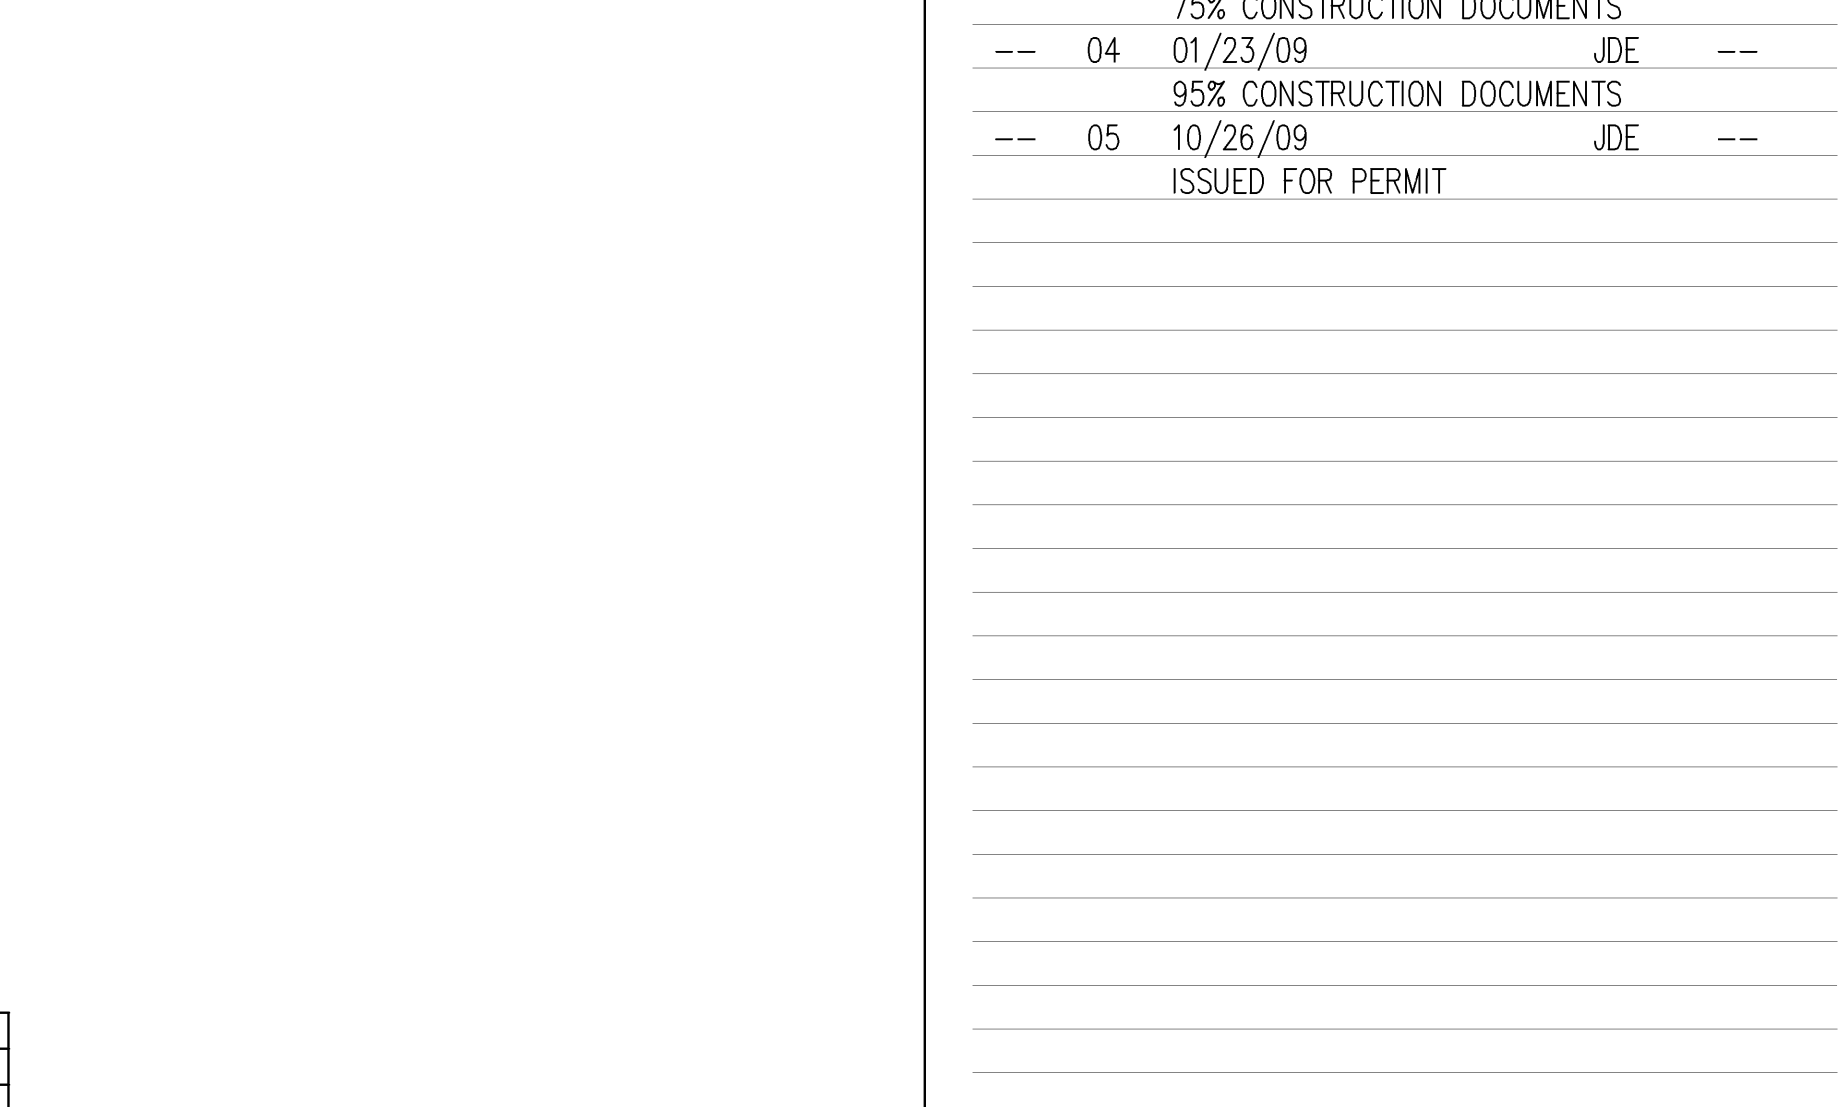 75% CONSTRUCTION DOCUMENTS
-- 04 01/23/09 JDE --
95% CONSTRUCTION DOCUMENTS
-- 05 10/26/09 JDE --
ISSUED FOR PERMIT